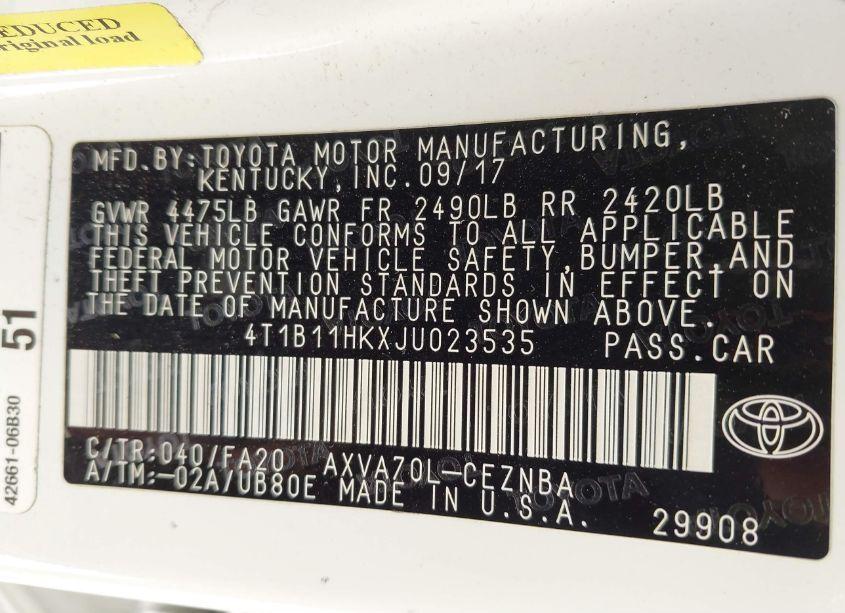 EDUCED
riginal load
51
42661-06B30
MFD.BY:TOYOTA MOTOR MANUFACTURING,
KENTUCKY,INC.09/17
GVWR 4475LB GAWR FR 2490LB RR 2420LB
THIS VEHICLE CONFORMS TO ALL APPLICABLE
FEDERAL MOTOR VEHICLE SAFETY,BUMPER,AND
THEFT PREVENTION STANDARDS IN EFFECT ON
THE DATE OF MANUFACTURE SHOWN ABOVE.
4T1B11HKXJU023535 PASS.CAR
C/TR:040/FA20 AXVA70L-CEZNBA
A/TM:-02A/UB80E MADE IN U.S.A.
29908